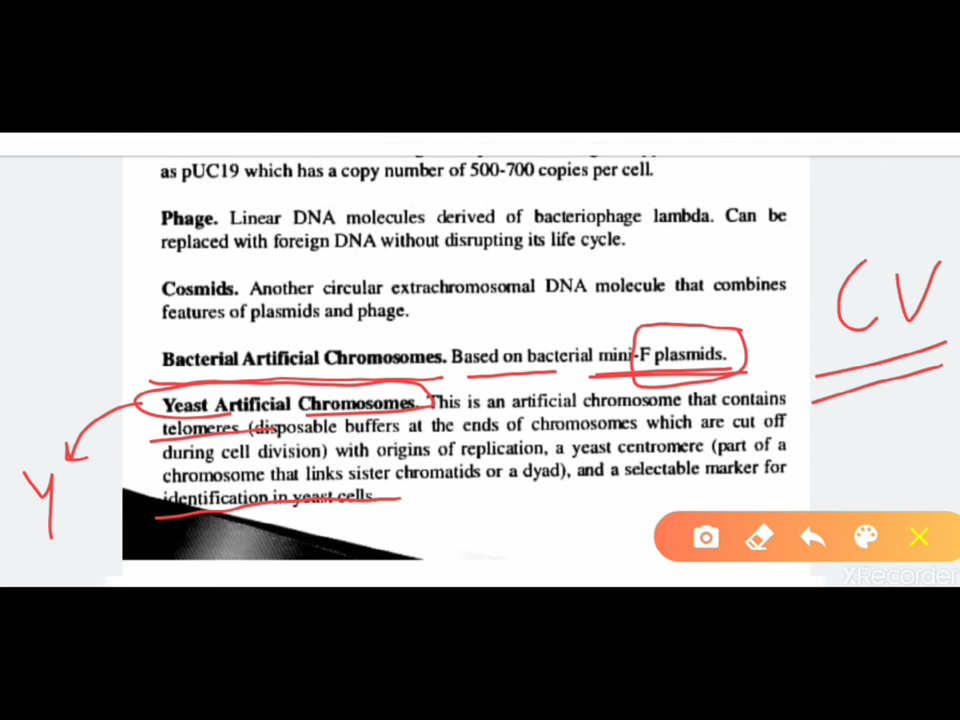 as pUC19 which has a copy number of 500-700 copies per cell.
Phage. Linear DNA molecules derived of bacteriophage lambda. Can be
replaced with foreign DNA without disrupting its life cycle.
Cosmids. Another circular extrachromosomal DNA molecule that combines
features of plasmids and phage.
CV
Bacterial Artificial Chromosomes. Based on bacterial mini-F plasmids.
Yeast Artificial Chromosomes. This is an artificial chromosome that contains
telomeres (disposable buffers at the ends of chromosomes which are cut off
during cell division) with origins of replication, a yeast centromere (part of a
chromosome that links sister chromatids or a dyad), and a selectable marker for
identification in yeast cells.
Y
XRecorder